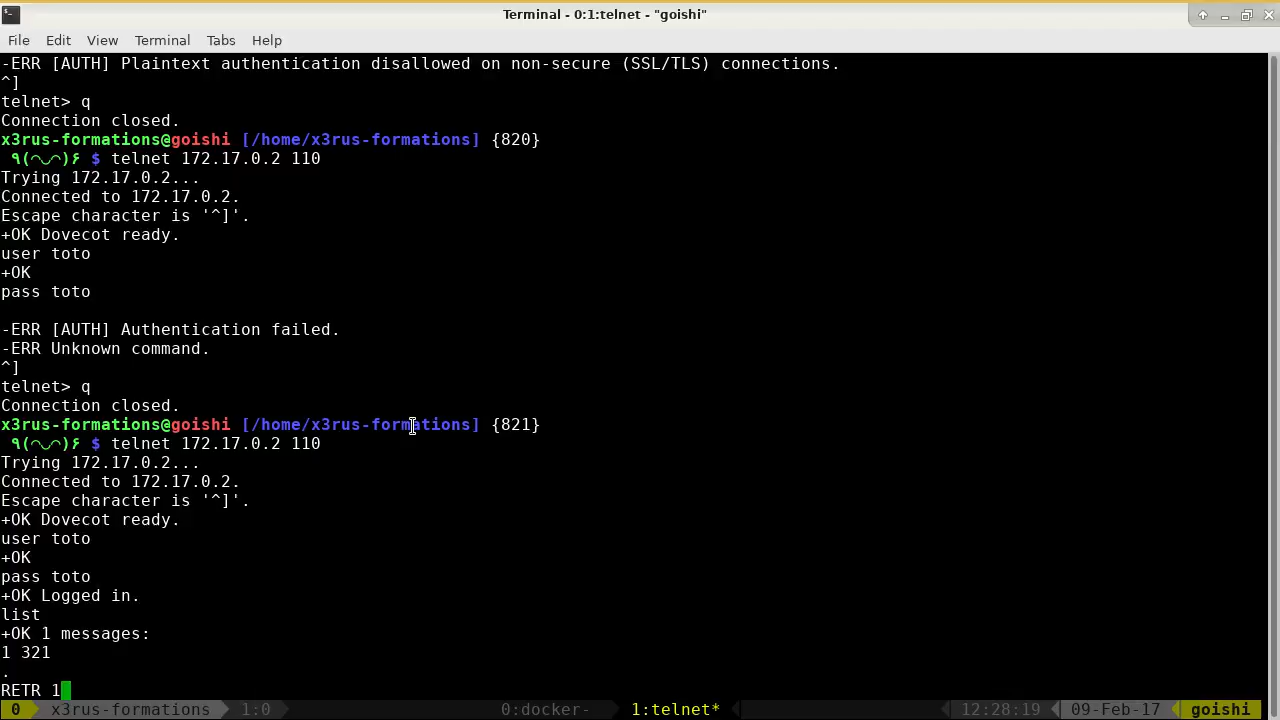 Terminal - 0:1:telnet - "goishi"
File Edit View Terminal Tabs Help
-ERR [AUTH] Plaintext authentication disallowed on non-secure (SSL/TLS) connections.
^]
telnet> q
Connection closed.
x3rus-formations@goishi [/home/x3rus-formations] {820}
٩(◠◡◠)۶ $ telnet 172.17.0.2 110
Trying 172.17.0.2...
Connected to 172.17.0.2.
Escape character is '^]'.
+OK Dovecot ready.
user toto
+OK
pass toto
-ERR [AUTH] Authentication failed.
-ERR Unknown command.
^]
telnet> q
Connection closed.
x3rus-formations@goishi [/home/x3rus-formations] {821}
٩(◠◡◠)۶ $ telnet 172.17.0.2 110
Trying 172.17.0.2...
Connected to 172.17.0.2.
Escape character is '^]'.
+OK Dovecot ready.
user toto
+OK
pass toto
+OK Logged in.
list
+OK 1 messages:
1 321
.
RETR 1
0 x3rus-formations 1:0 0:docker- 1:telnet* 12:28:19 09-Feb-17 goishi